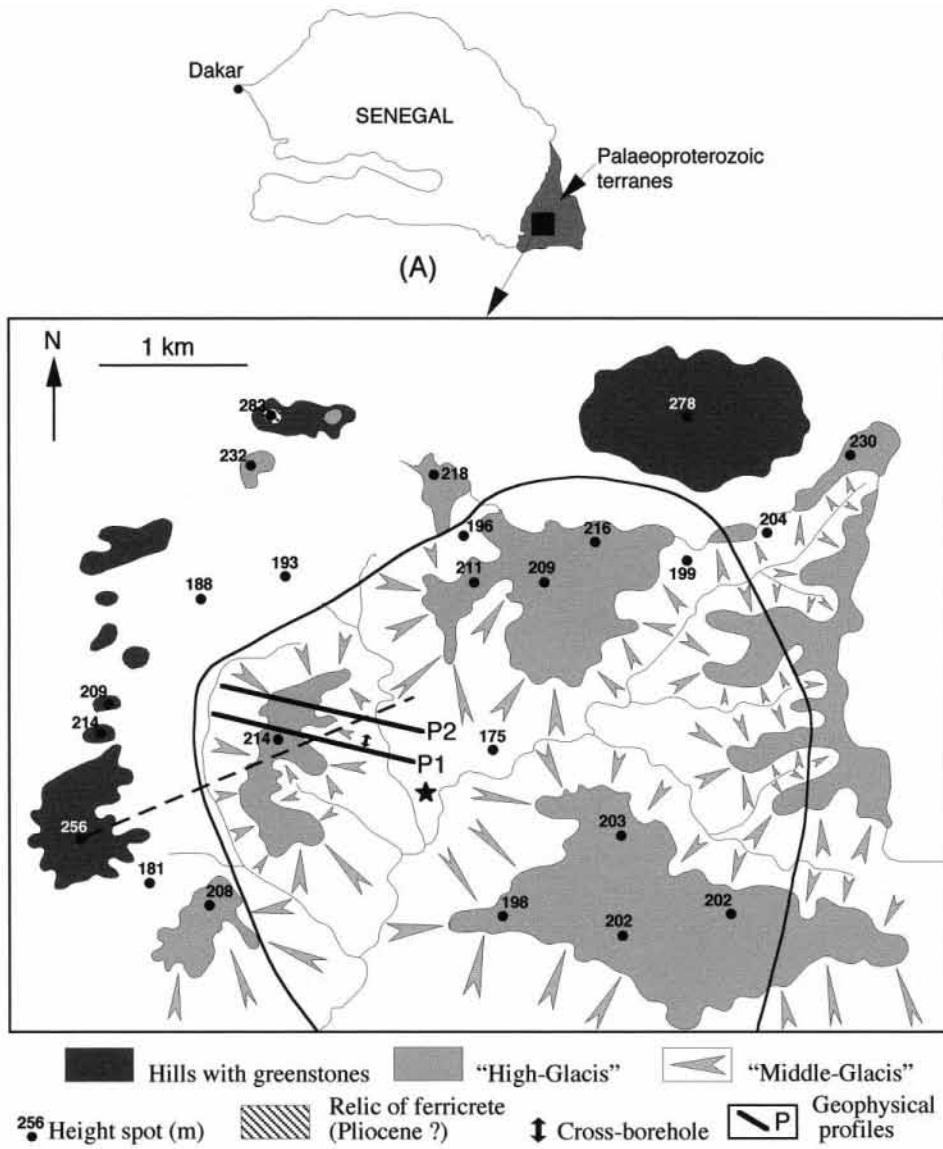 Dakar
SENEGAL
Palaeoproterozoic
terranes
(A)
N
1 km
283
278
232
230
218
196
216
204
193
211
209
199
188
209
214
P2
214
175
P1
256
203
181
208
198
202
202
Hills with greenstones
"High-Glacis"
"Middle-Glacis"
256 Height spot (m)
Relic of ferricrete
(Pliocene ?)
Cross-borehole
P
Geophysical
profiles